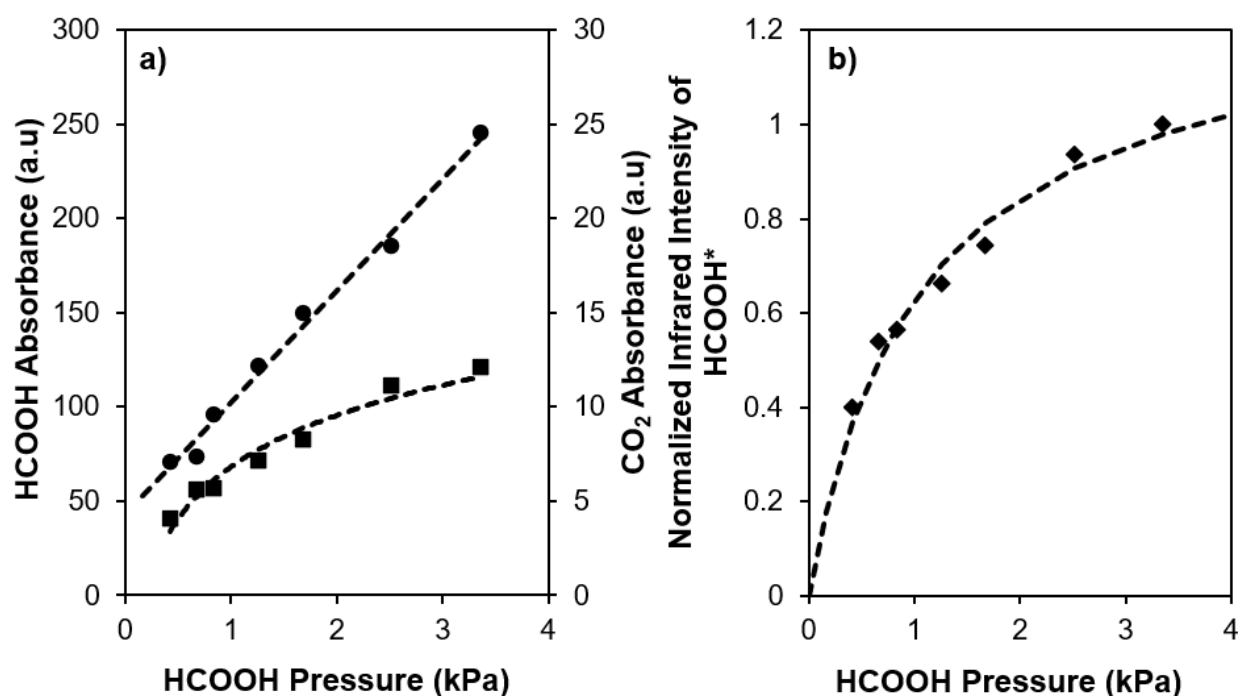 a)
HCOOH Absorbance (a.u)
300
250
200
150
100
50
0
0 1 2 3 4
HCOOH Pressure (kPa)
30
25
20
15
10
5
0
CO2 Absorbance (a.u)
b)
Normalized Infrared Intensity of
HCOOH*
1.2
1
0.8
0.6
0.4
0.2
0
0 1 2 3 4
HCOOH Pressure (kPa)